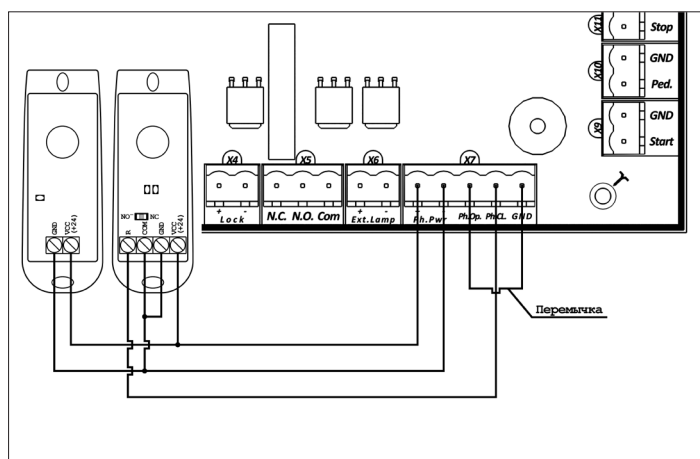 X11
Stop
X10
GND
Ped.
X9
GND
Start
X4
X5
X6
X7
+ -
Lock
N.C. N.O. Com
+ -
Ext.Lamp
+ -
Ph.Pwr
Ph.Op. Ph.CL. GND
NO NC
GND
VCC
(+24)
R
COM
GND
VCC
(+24)
Перемычка